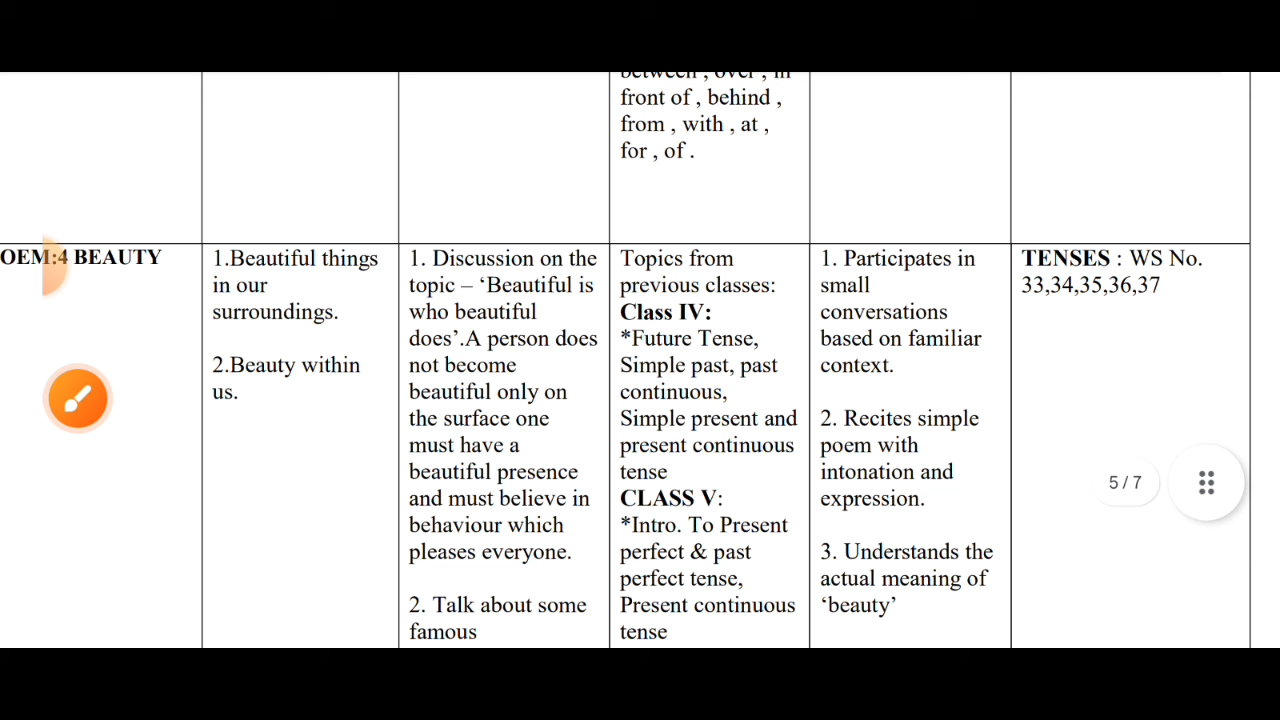 between , over , in
front of , behind ,
from , with , at ,
for , of .
OEM:4 BEAUTY
1.Beautiful things
in our
surroundings.
2.Beauty within
us.
1. Discussion on the
topic – ‘Beautiful is
who beautiful
does’.A person does
not become
beautiful only on
the surface one
must have a
beautiful presence
and must believe in
behaviour which
pleases everyone.
2. Talk about some
famous
Topics from
previous classes:
Class IV:
*Future Tense,
Simple past, past
continuous,
Simple present and
present continuous
tense
CLASS V:
*Intro. To Present
perfect & past
perfect tense,
Present continuous
tense
1. Participates in
small
conversations
based on familiar
context.
2. Recites simple
poem with
intonation and
expression.
3. Understands the
actual meaning of
‘beauty’
TENSES : WS No.
33,34,35,36,37
5 / 7